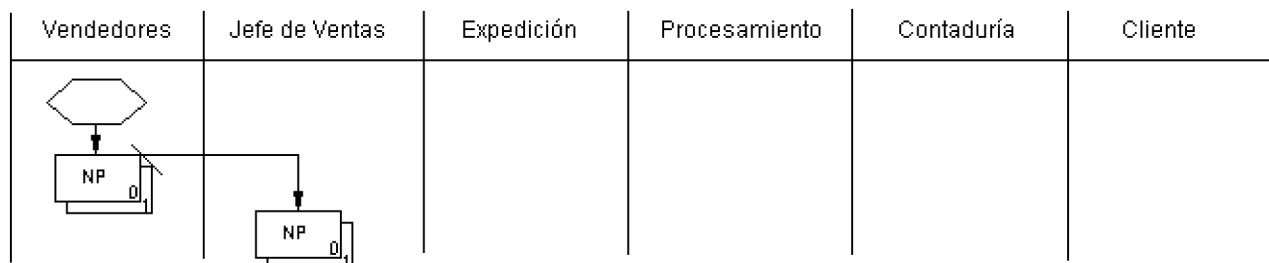 Vendedores Jefe de Ventas Expedición Procesamiento Contaduría Cliente
NP
0
1
NP
0
1